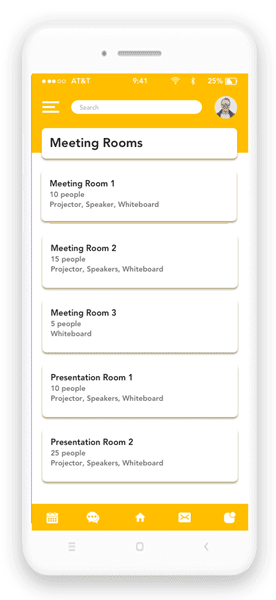 AT&T 9:41 25%
Search
Meeting Rooms
Meeting Room 1
10 people
Projector, Speaker, Whiteboard
Meeting Room 2
15 people
Projector, Speakers, Whiteboard
Meeting Room 3
5 people
Whiteboard
Presentation Room 1
10 people
Projector, Speakers, Whiteboard
Presentation Room 2
25 people
Projector, Speakers, Whiteboard